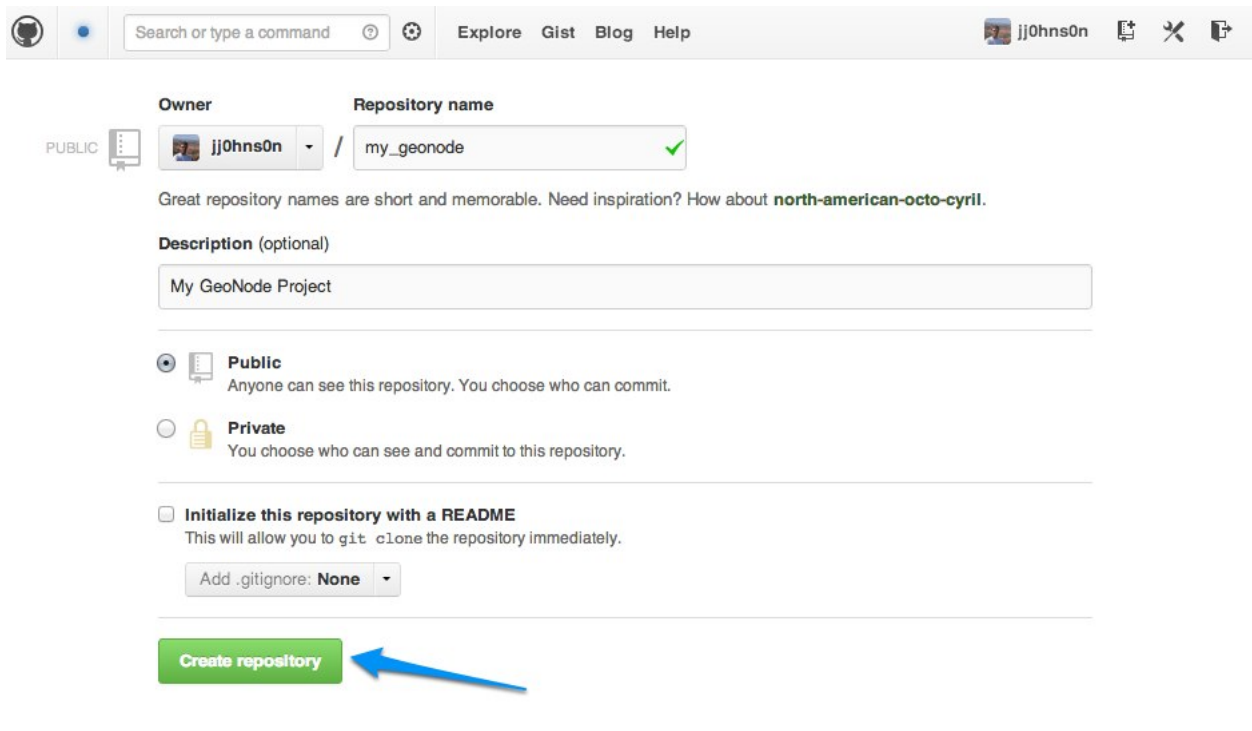 Search or type a command
Explore Gist Blog Help
jj0hns0n
Owner
Repository name
PUBLIC
jj0hns0n / my_geonode
Great repository names are short and memorable. Need inspiration? How about north-american-octo-cyril.
Description (optional)
My GeoNode Project
Public
Anyone can see this repository. You choose who can commit.
Private
You choose who can see and commit to this repository.
Initialize this repository with a README
This will allow you to git clone the repository immediately.
Add .gitignore: None
Create repository